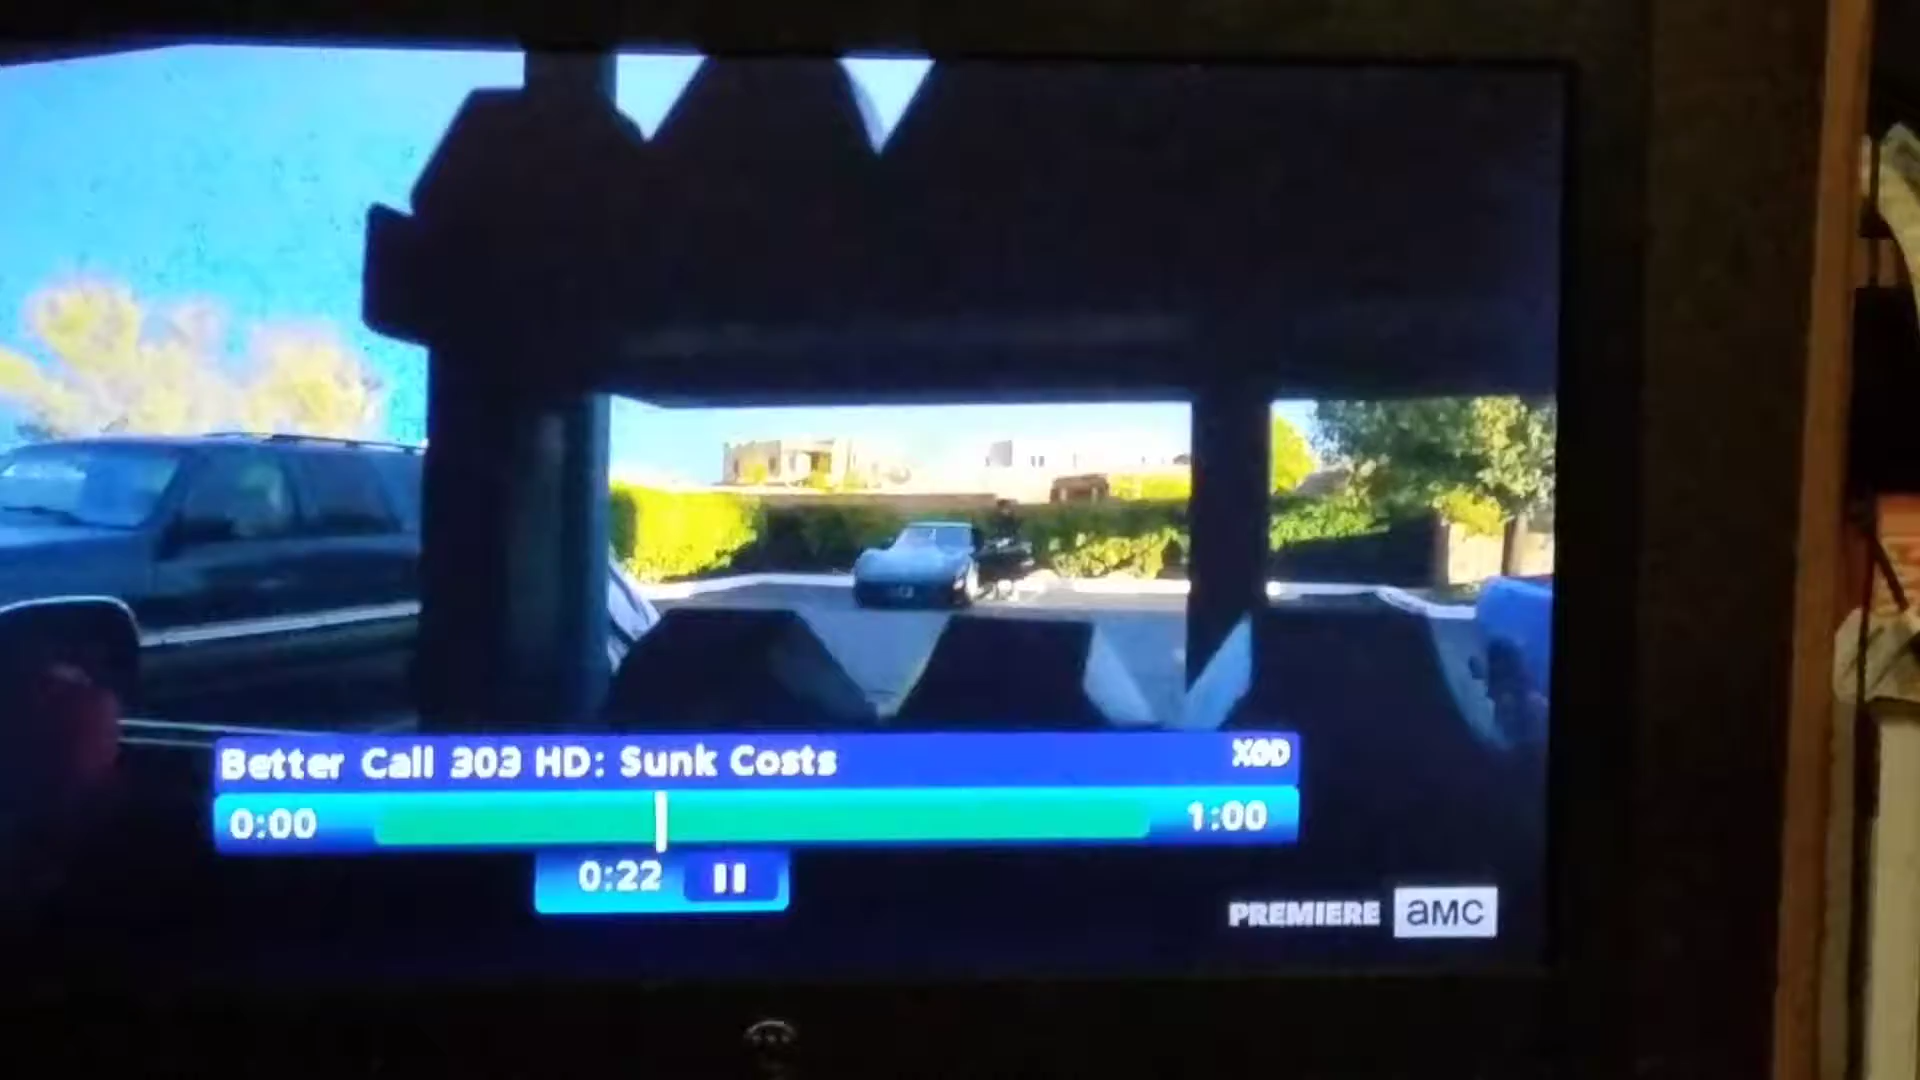 Better Call 303 HD: Sunk Costs
XOD
0:00
1:00
0:22
PREMIERE aMC